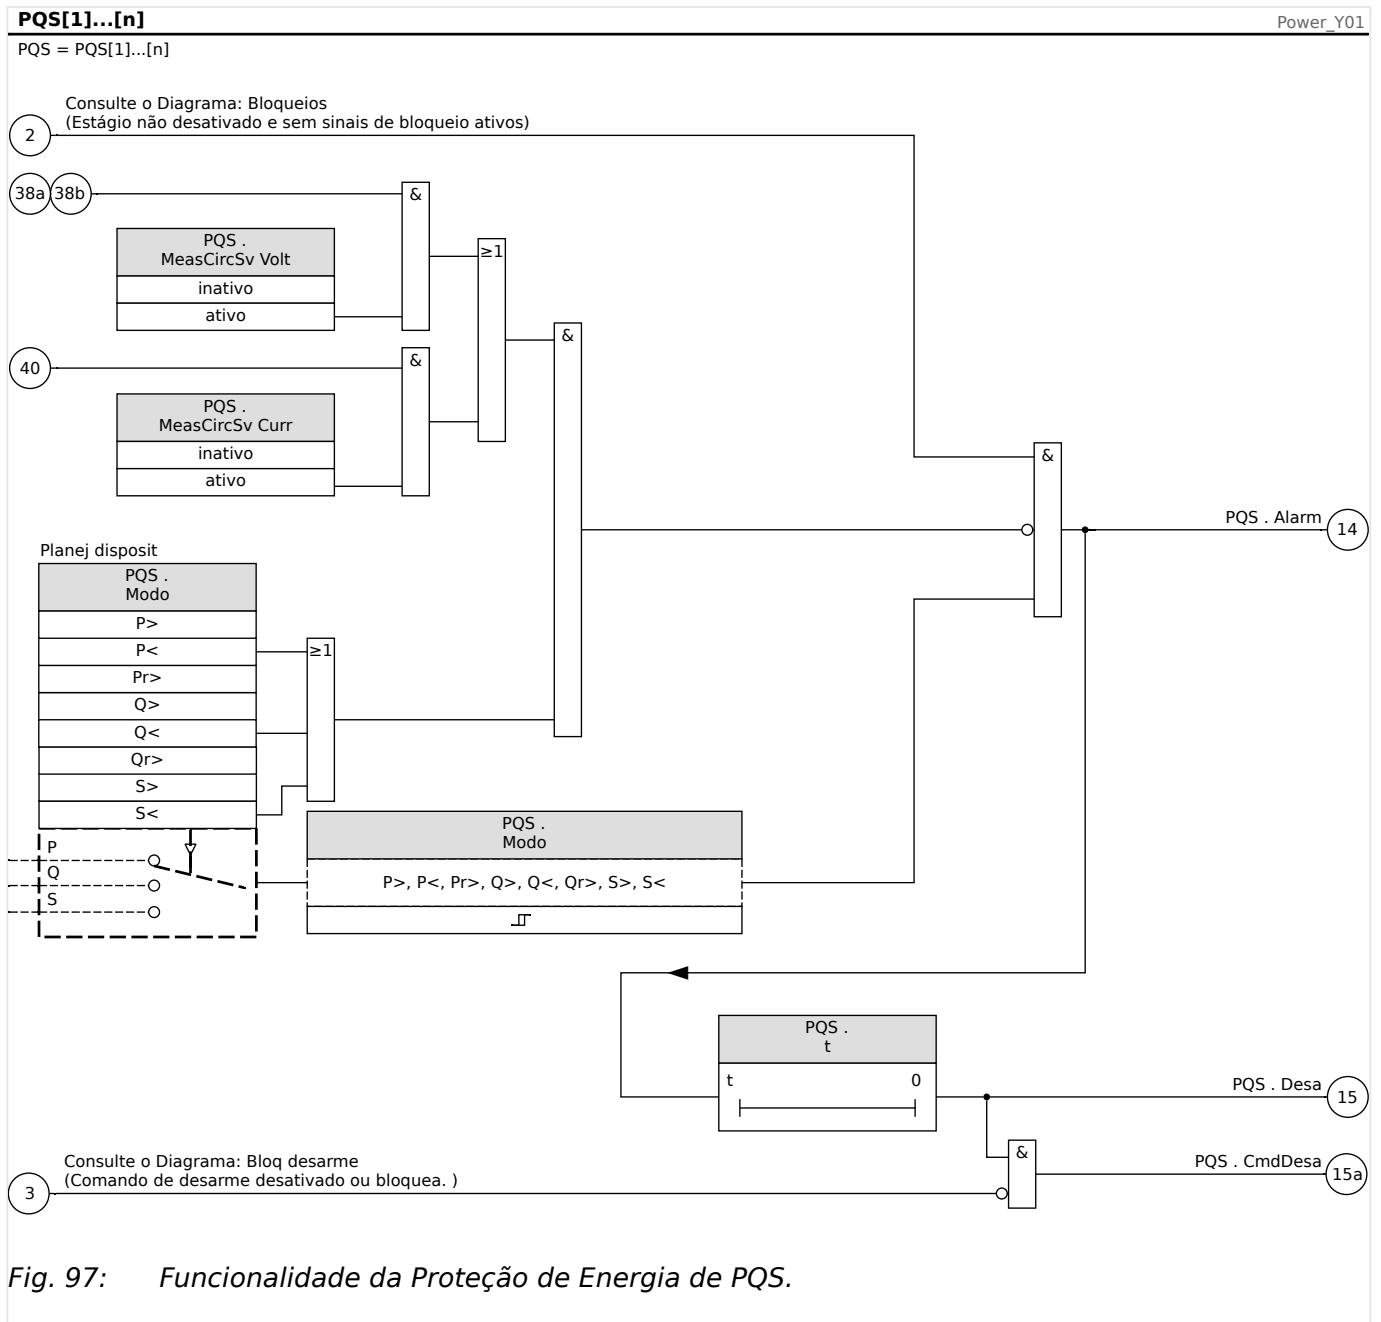 PQS[1]...[n]
Power_Y01
PQS = PQS[1]...[n]
Consulte o Diagrama: Bloqueios
(Estágio não desativado e sem sinais de bloqueio ativos)
2
38a
38b
&
PQS .
MeasCircSv Volt
inativo
ativo
≥1
&
40
&
PQS .
MeasCircSv Curr
inativo
ativo
&
PQS . Alarm
14
Planej disposit
PQS .
Modo
P>
P<
≥1
Pr>
Q>
Q<
Qr>
S>
S<
P
Q
S
PQS .
Modo
P>, P<, Pr>, Q>, Q<, Qr>, S>, S<
PQS .
t
t
0
PQS . Desa
15
Consulte o Diagrama: Bloq desarme
(Comando de desarme desativado ou bloquea. )
3
&
PQS . CmdDesa
15a
Fig. 97: Funcionalidade da Proteção de Energia de PQS.